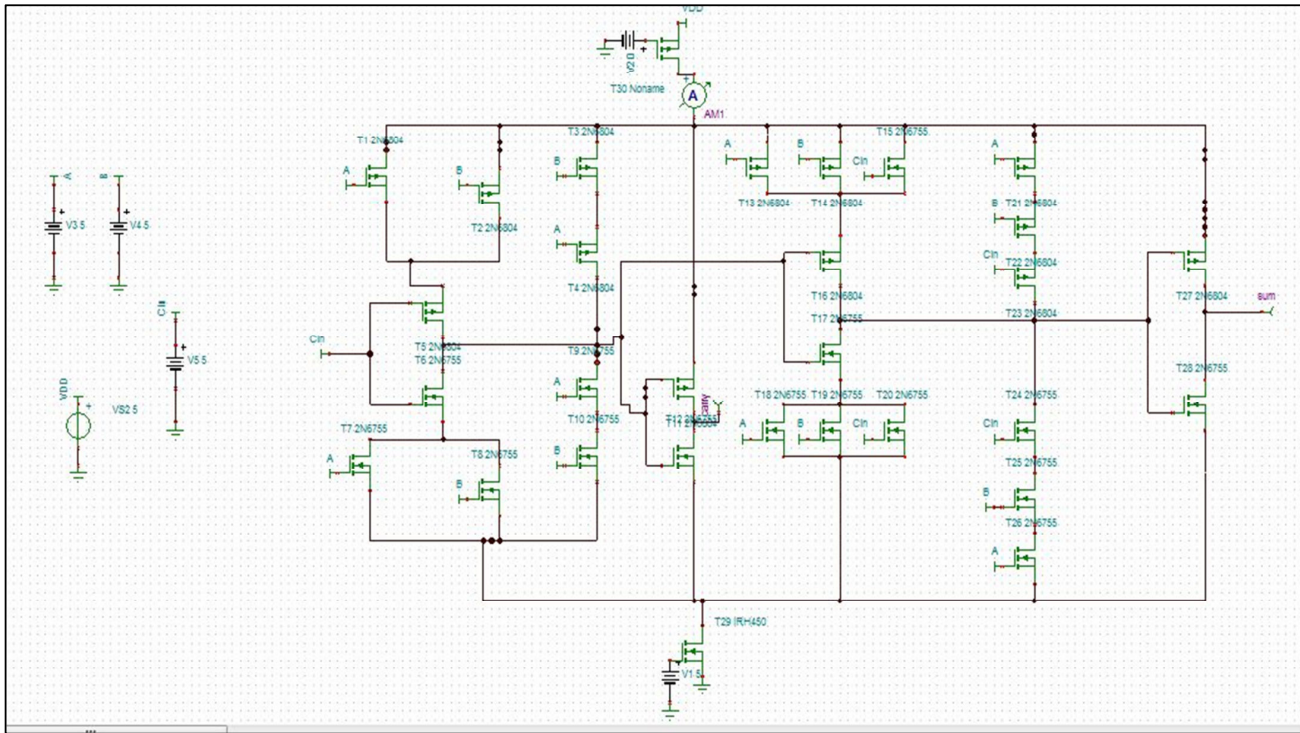 VDD
V2 0
T30 Noname
A
AM1
T1 2N6804
T3 2N6804
T15 2N6755
A
B
A
B
A
B
Cin
A
B
A
B
T13 2N6804
T14 2N6804
T21 2N6804
V3 5
V4 5
T2 2N6804
A
B
Cin
T22 2N6804
T4 2N6804
T16 2N6804
T27 2N6804
sum
Cin
T17 2N6755
T23 2N6804
V5 5
Cin
T5 2N6804
T6 2N6755
T9 2N6755
T28 2N6755
VDD
VS2 5
A
T18 2N6755
T19 2N6755
T20 2N6755
T24 2N6755
T7 2N6755
T10 2N6755
A
B
Cin
Cin
A
T8 2N6755
B
T25 2N6755
B
B
T26 2N6755
A
T29 IRH450
V1 5